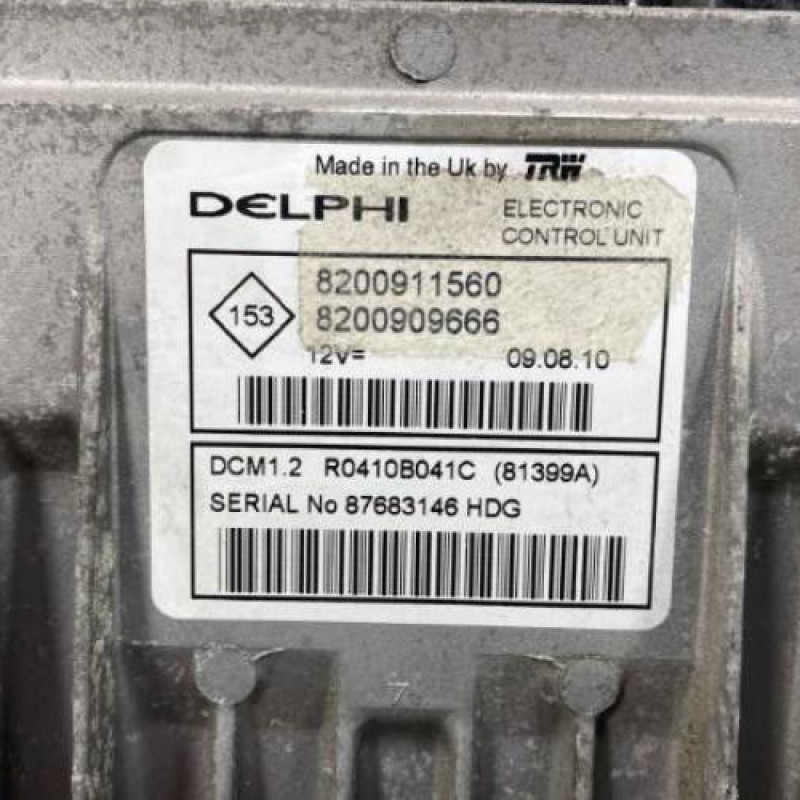 Made in the Uk by TRW
DELPHI
ELECTRONIC
CONTROL UNIT
153
8200911560
8200909666
12V=
09.08.10
DCM1.2 R0410B041C (81399A)
SERIAL No 87683146 HDG
7